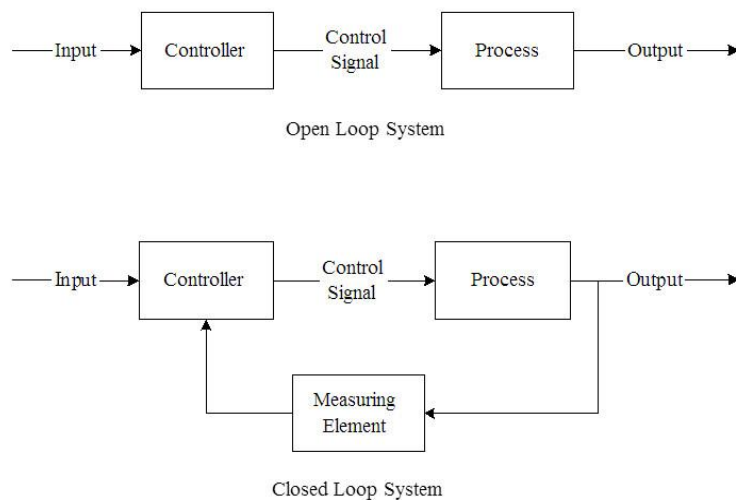 Input
Controller
Control
Signal
Process
Output
Open Loop System
Input
Controller
Control
Signal
Process
Output
Measuring
Element
Closed Loop System